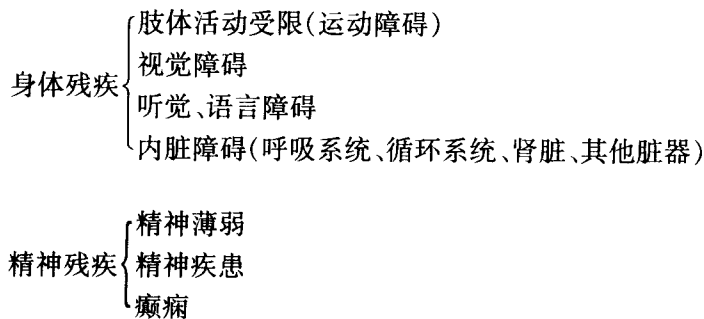 身体残疾
肢体活动受限(运动障碍)
视觉障碍
听觉、语言障碍
内脏障碍(呼吸系统、循环系统、肾脏、其他脏器)
精神残疾
精神薄弱
精神疾患
癫痫